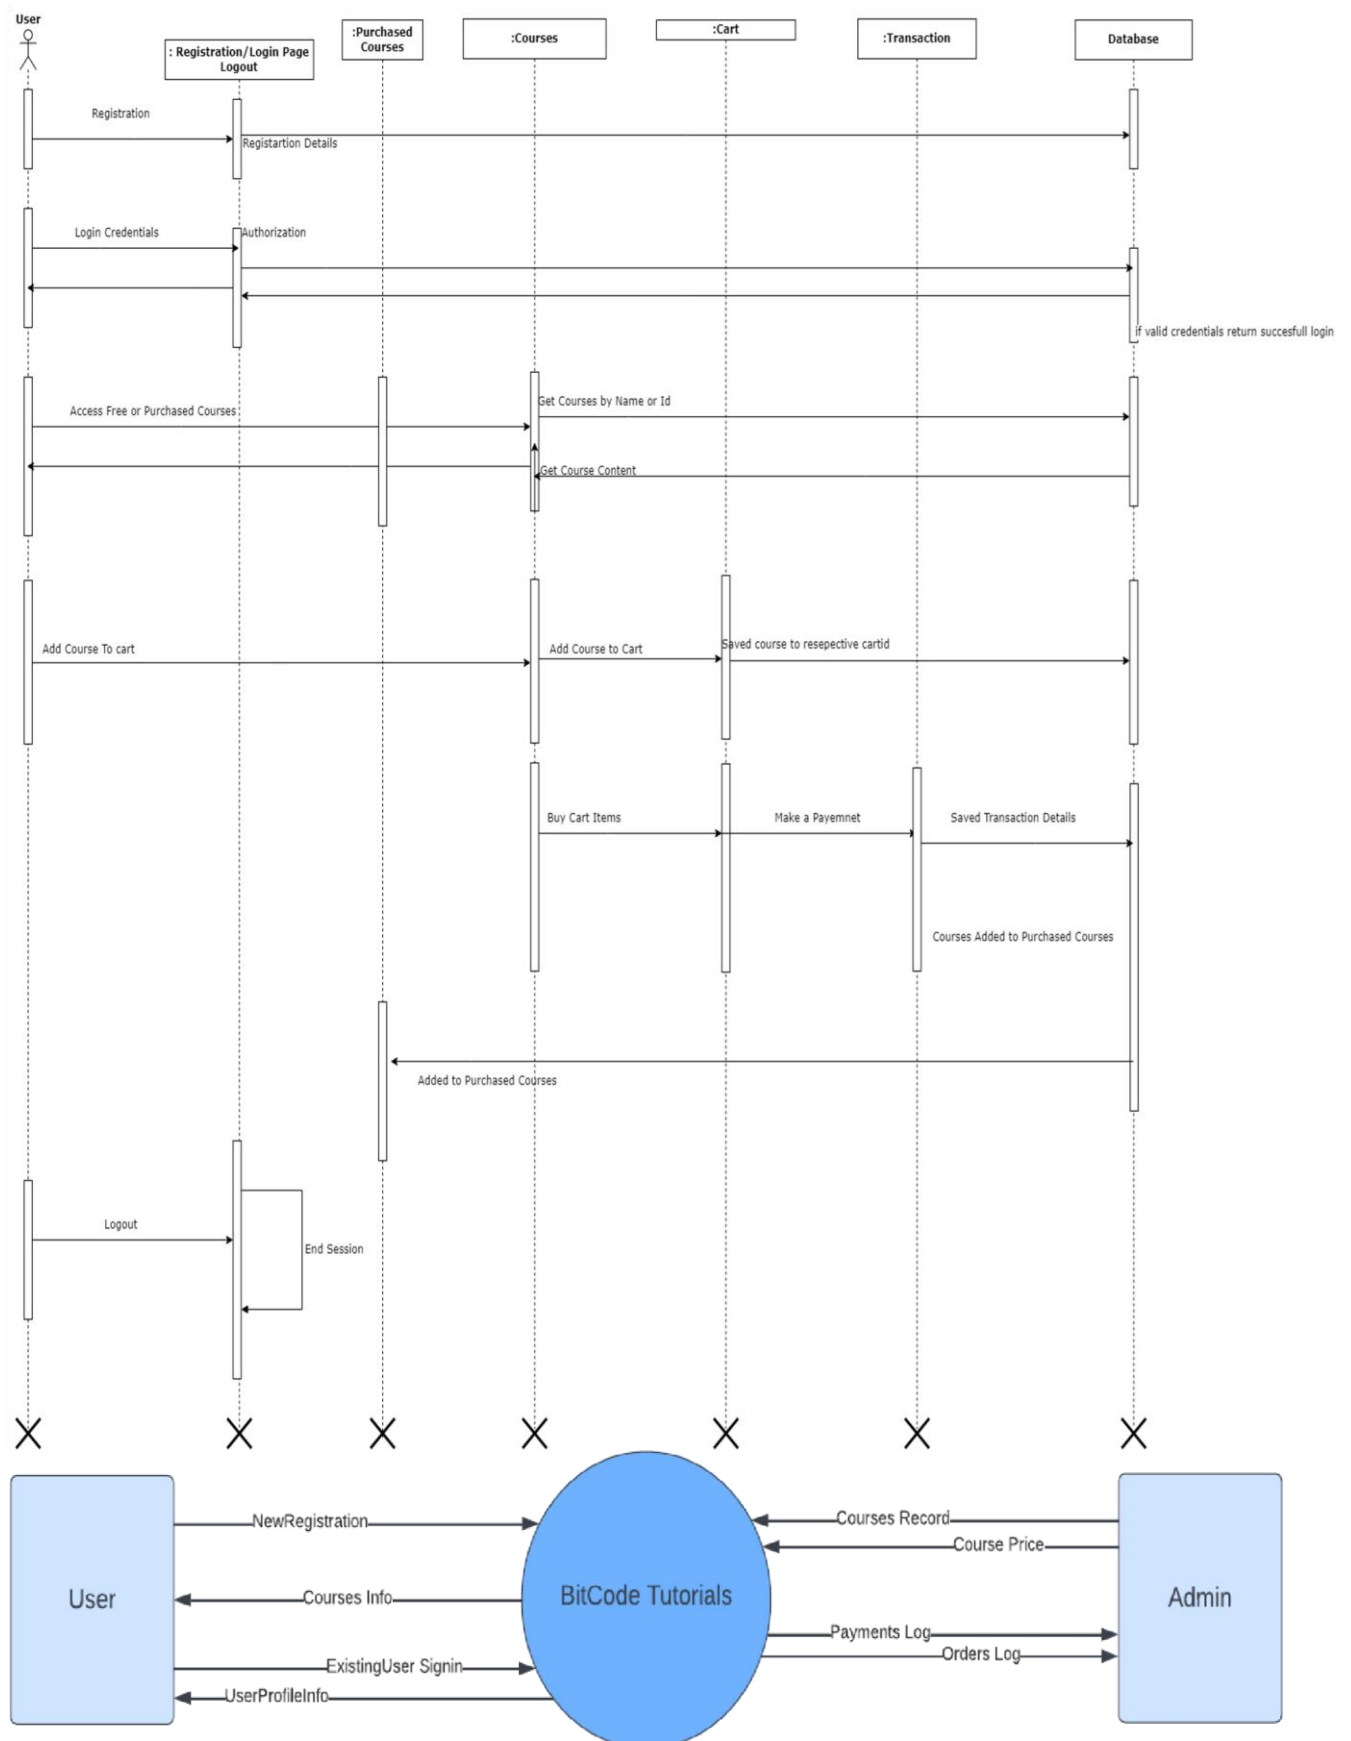 User
: Registration/Login Page
Logout
:Purchased
Courses
:Courses
:Cart
:Transaction
Database
Registration
Registartion Details
Login Credentials
Authorization
if valid credentials return succesfull login
Access Free or Purchased Courses
Get Courses by Name or Id
Get Course Content
Add Course To cart
Add Course to Cart
Saved course to resepective cartid
Buy Cart Items
Make a Payemnet
Saved Transaction Details
Courses Added to Purchased Courses
Added to Purchased Courses
Logout
End Session
NewRegistration
Courses Record
Course Price
User
Courses Info
BitCode Tutorials
Admin
Payments Log
Orders Log
ExistingUser Signin
UserProfileInfo